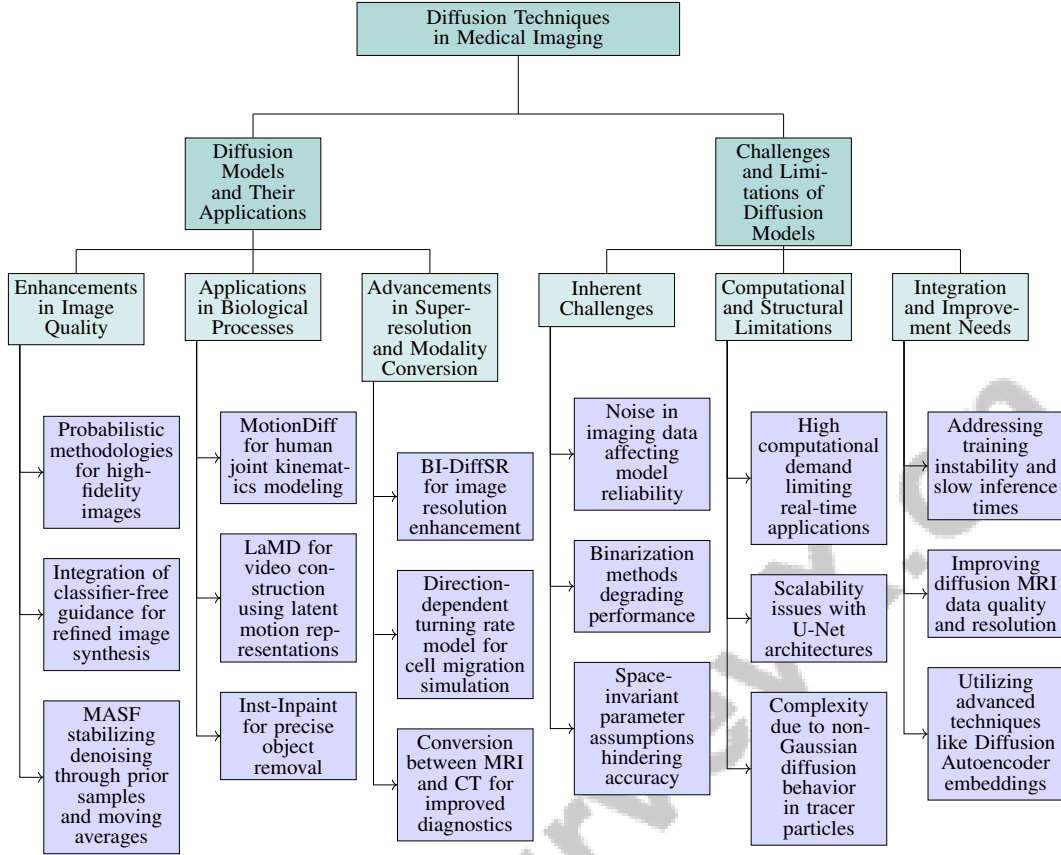 Diffusion Techniques
in Medical Imaging
Diffusion
Models
and Their
Applications
Challenges
and Limi-
tations of
Diffusion
Models
Enhancements
in Image
Quality
Applications
in Biological
Processes
Advancements
in Super-
resolution
and Modality
Conversion
Inherent
Challenges
Computational
and Structural
Limitations
Integration
and Improve-
ment Needs
Probabilistic
methodologies
for high-
fidelity
images
Integration of
classifier-free
guidance for
refined image
synthesis
MASF
stabilizing
denoising
through prior
samples
and moving
averages
MotionDiff
for human
joint kinemat-
ics modeling
LaMD for
video con-
struction
using latent
motion rep-
resentations
Inst-Inpaint
for precise
object
removal
BI-DiffSR
for image
resolution
enhancement
Direction-
dependent
turning rate
model for
cell migration
simulation
Conversion
between MRI
and CT for
improved
diagnostics
Noise in
imaging data
affecting
model
reliability
Binarization
methods
degrading
performance
Space-
invariant
parameter
assumptions
hindering
accuracy
High
computational
demand
limiting
real-time
applications
Scalability
issues with
U-Net
architectures
Complexity
due to non-
Gaussian
diffusion
behavior
in tracer
particles
Addressing
training
instability and
slow inference
times
Improving
diffusion MRI
data quality
and resolution
Utilizing
advanced
techniques
like Diffusion
Autoencoder
embeddings